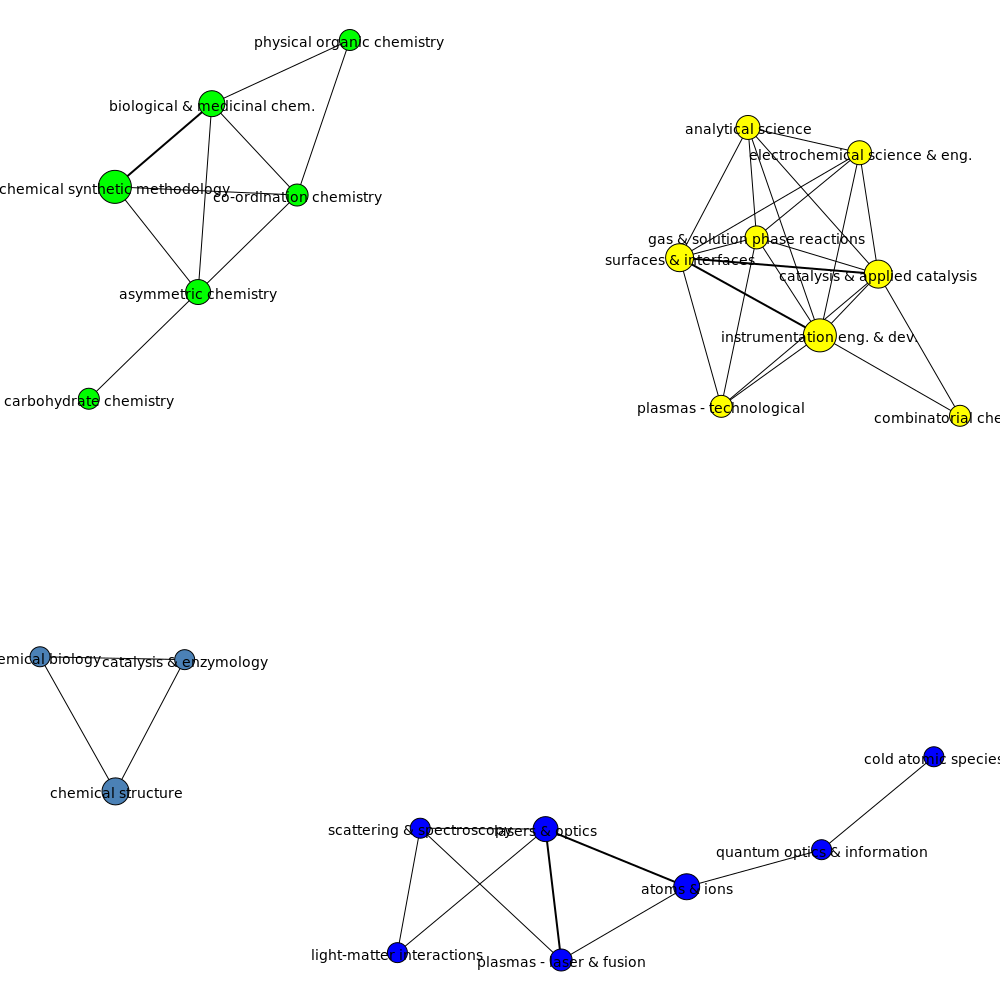 physical organic chemistry
biological & medicinal chem.
chemical synthetic methodology
co-ordination chemistry
asymmetric chemistry
carbohydrate chemistry
analytical science
electrochemical science & eng.
gas & solution phase reactions
surfaces & interfaces
catalysis & applied catalysis
instrumentation eng. & dev.
plasmas - technological
combinatorial che
emical biology
catalysis & enzymology
chemical structure
cold atomic species
scattering & spectroscopy
lasers & optics
quantum optics & information
atoms & ions
light-matter interactions
plasmas - laser & fusion